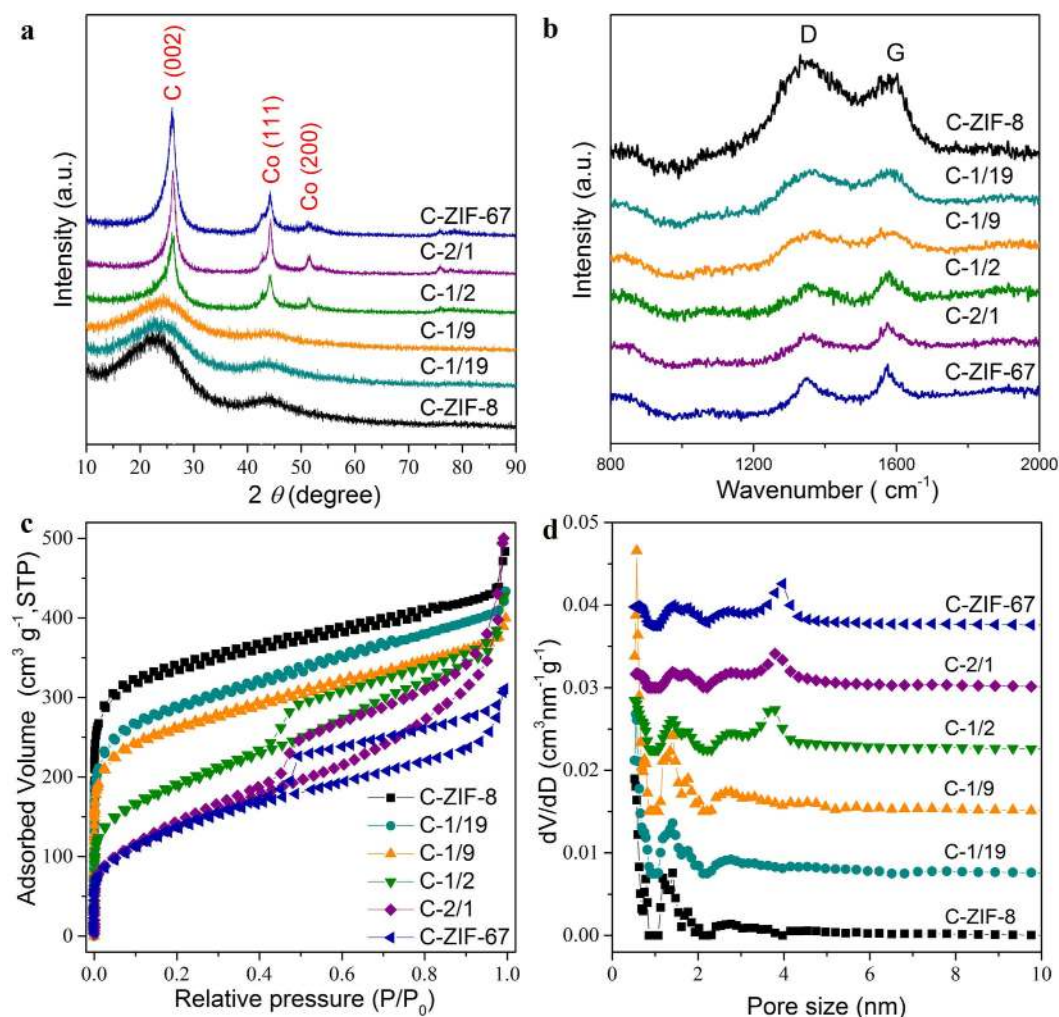 a
C (002)
Co (111)
Co (200)
C-ZIF-67
C-2/1
C-1/2
C-1/9
C-1/19
C-ZIF-8
Intensity (a.u.)
10 20 30 40 50 60 70 80 90
2 θ (degree)
b
D
G
C-ZIF-8
C-1/19
C-1/9
C-1/2
C-2/1
C-ZIF-67
Intensity (a.u.)
800 1200 1600 2000
Wavenumber ( cm⁻¹)
c
500
400
300
200
100
0
Adsorbed Volume (cm³ g⁻¹,STP)
C-ZIF-8
C-1/19
C-1/9
C-1/2
C-2/1
C-ZIF-67
0.0 0.2 0.4 0.6 0.8 1.0
Relative pressure (P/P₀)
d
0.05
0.04
0.03
0.02
0.01
0.00
dV/dD (cm³nm⁻¹g⁻¹)
C-ZIF-67
C-2/1
C-1/2
C-1/9
C-1/19
C-ZIF-8
0 2 4 6 8 10
Pore size (nm)